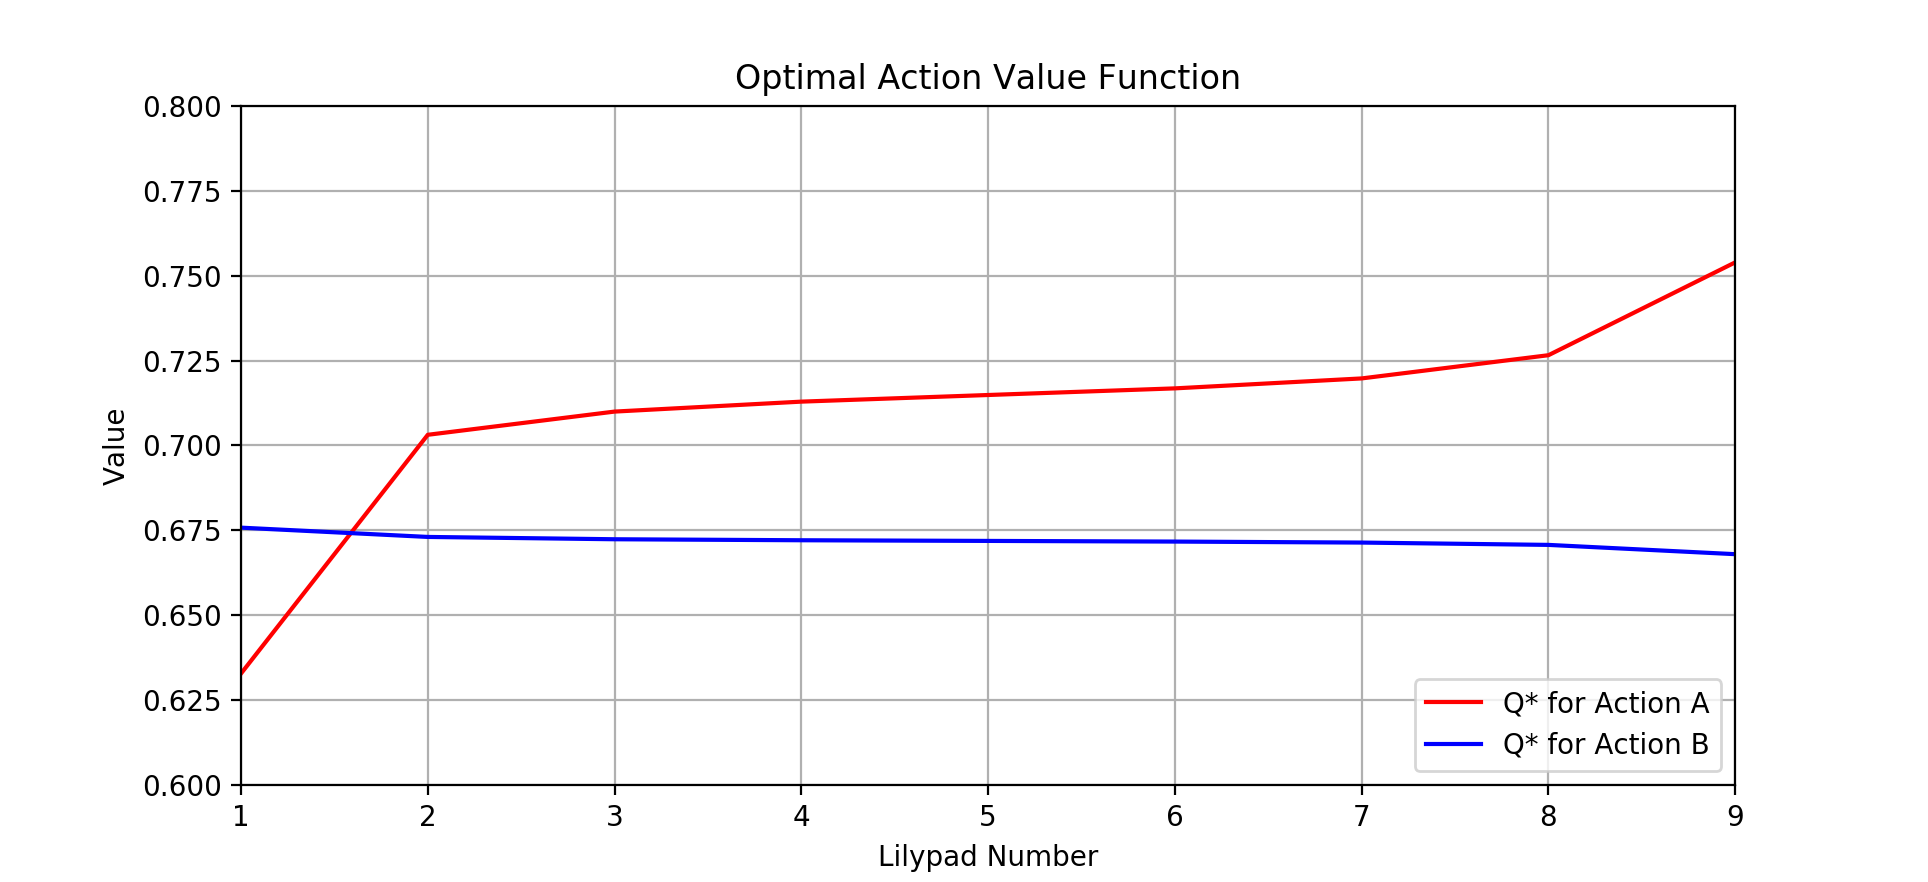 Optimal Action Value Function
0.800
0.775
0.750
0.725
0.700
0.675
0.650
0.625
0.600
Value
1 2 3 4 5 6 7 8 9
Lilypad Number
Q* for Action A
Q* for Action B